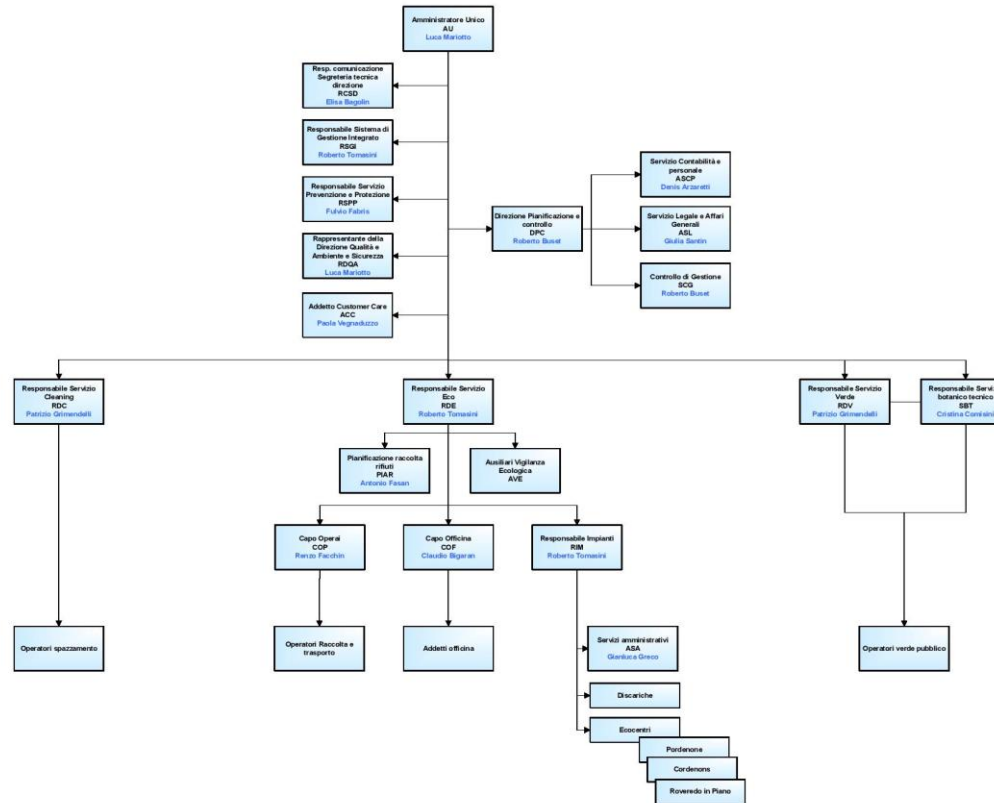 Amministratore Unico
AU
Luca Mariotto
Resp. comunicazione
Segreteria tecnica
direzione
RCSD
Elisa Bagolin
Responsabile Sistema di
Gestione Integrato
RSGI
Roberto Tomasini
Responsabile Servizio
Prevenzione e Protezione
RSPP
Fulvio Fabris
Rappresentante della
Direzione Qualità e
Ambiente e Sicurezza
RDQA
Luca Mariotto
Addetto Customer Care
ACC
Paola Vegnaduzzo
Direzione Pianificazione e
controllo
DPC
Roberto Buset
Servizio Contabilità e
personale
ASCP
Denis Arzaretti
Servizio Legale e Affari
Generali
ASL
Giulia Santin
Controllo di Gestione
SCG
Roberto Buset
Responsabile Servizio
Cleaning
RDC
Patrizio Grimendelli
Responsabile Servizio
Eco
RDE
Roberto Tomasini
Responsabile Servizio
Verde
RDV
Patrizio Grimendelli
Responsabile Servi
botanico tecnico
SBT
Cristina Comisini
Pianificazione raccolta
rifiuti
PIAR
Antonio Fasan
Ausiliari Vigilanza
Ecologica
AVE
Capo Operai
COP
Renzo Facchin
Capo Officina
COF
Claudio Bigaran
Responsabile Impianti
RIM
Roberto Tomasini
Operatori spazzamento
Operatori Raccolta e
trasporto
Addetti officina
Servizi amministrativi
ASA
Gianluca Greco
Operatori verde pubblico
Discariche
Ecocentri
Pordenone
Cordenons
Roveredo in Piano